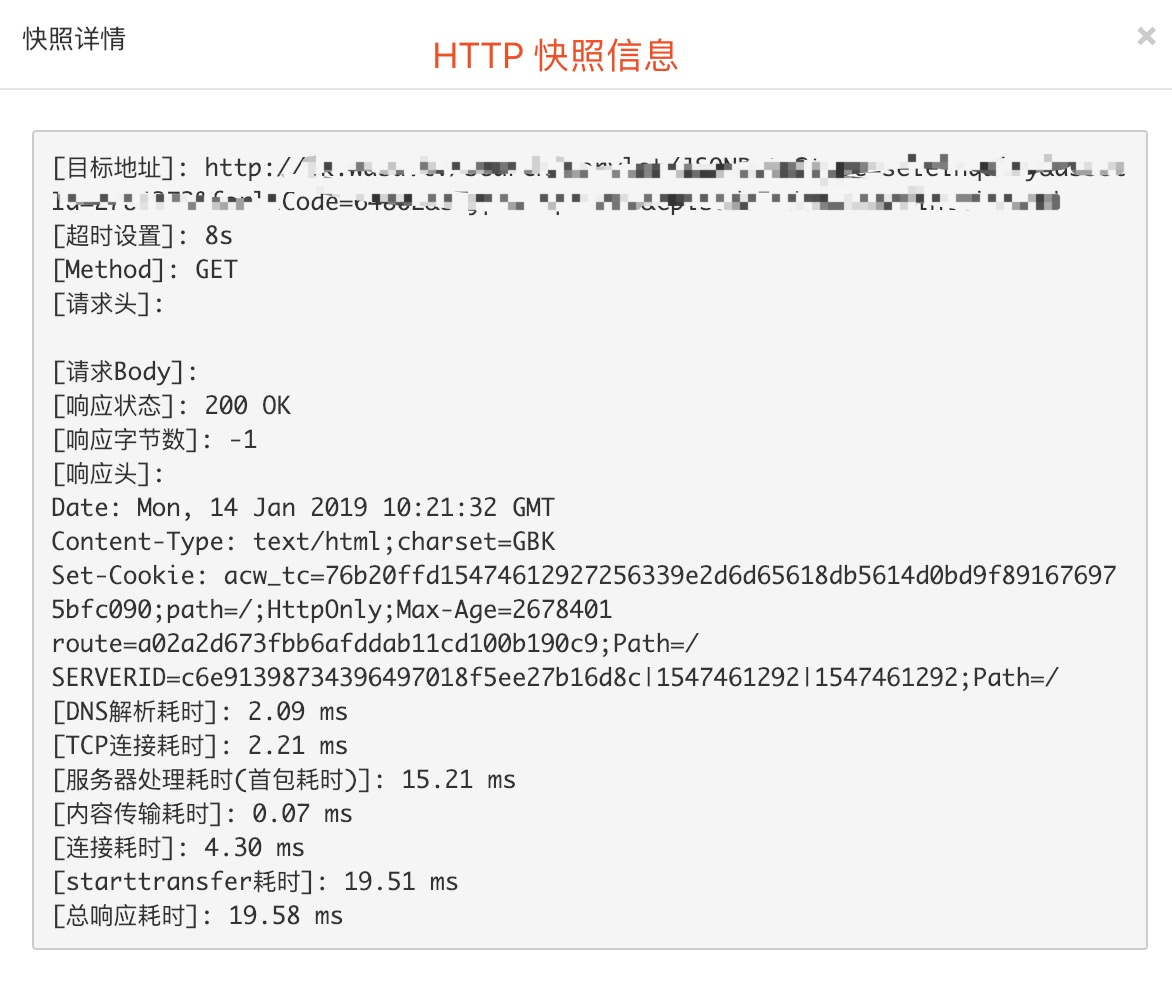 快照详情
HTTP 快照信息
×
[目标地址]: http://
Code=
[超时设置]: 8s
[Method]: GET
[请求头]:
[请求Body]:
[响应状态]: 200 OK
[响应字节数]: -1
[响应头]:
Date: Mon, 14 Jan 2019 10:21:32 GMT
Content-Type: text/html;charset=GBK
Set-Cookie: acw_tc=76b20ffd15474612927256339e2d6d65618db5614d0bd9f89167697
5bfc090;path=/;HttpOnly;Max-Age=2678401
route=a02a2d673fbb6afddab11cd100b190c9;Path=/
SERVERID=c6e91398734396497018f5ee27b16d8c|1547461292|1547461292;Path=/
[DNS解析耗时]: 2.09 ms
[TCP连接耗时]: 2.21 ms
[服务器处理耗时(首包耗时)]: 15.21 ms
[内容传输耗时]: 0.07 ms
[连接耗时]: 4.30 ms
[starttransfer耗时]: 19.51 ms
[总响应耗时]: 19.58 ms